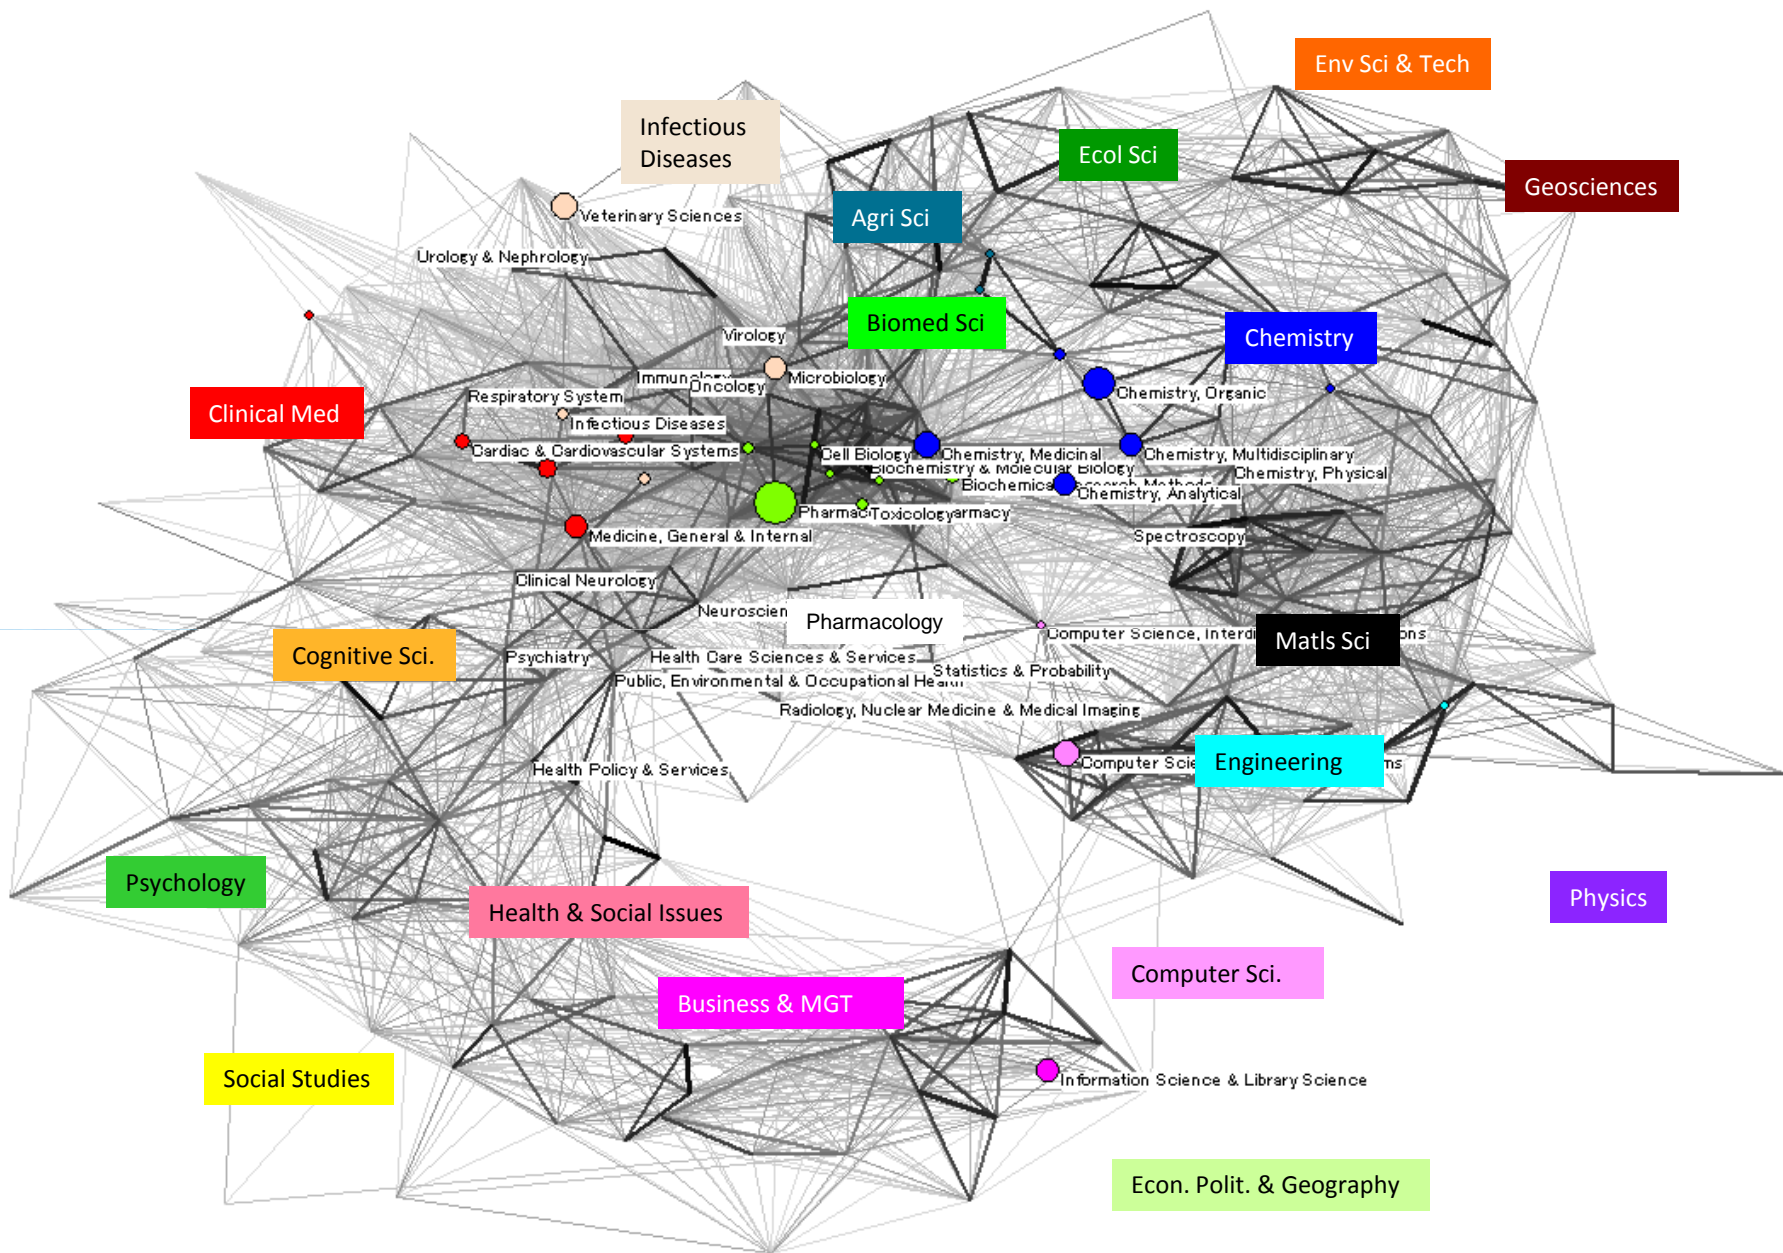 Env Sci & Tech
Infectious
Diseases
Ecol Sci
Geosciences
Agri Sci
Veterinary Sciences
Urology & Nephrology
Biomed Sci
Chemistry
Virology
Immunology
Oncology
Microbiology
Respiratory System
Chemistry, Organic
Clinical Med
Infectious Diseases
Cardiac & Cardiovascular Systems
Cell Biology
Chemistry, Medicinal
Chemistry, Multidisciplinary
Biochemistry & Molecular Biology
Chemistry, Physical
Biochemical Research Methods
Chemistry, Analytical
Pharmac
Toxicology
armacy
Medicine, General & Internal
Spectroscopy
Clinical Neurology
Neuroscien
Pharmacology
Computer Science, Interdi
ons
Matls Sci
Cognitive Sci.
Psychiatry
Health Care Sciences & Services
Statistics & Probability
Public, Environmental & Occupational Health
Radiology, Nuclear Medicine & Medical Imaging
Health Policy & Services
Computer Scie
ms
Engineering
Psychology
Health & Social Issues
Physics
Computer Sci.
Business & MGT
Social Studies
Information Science & Library Science
Econ. Polit. & Geography